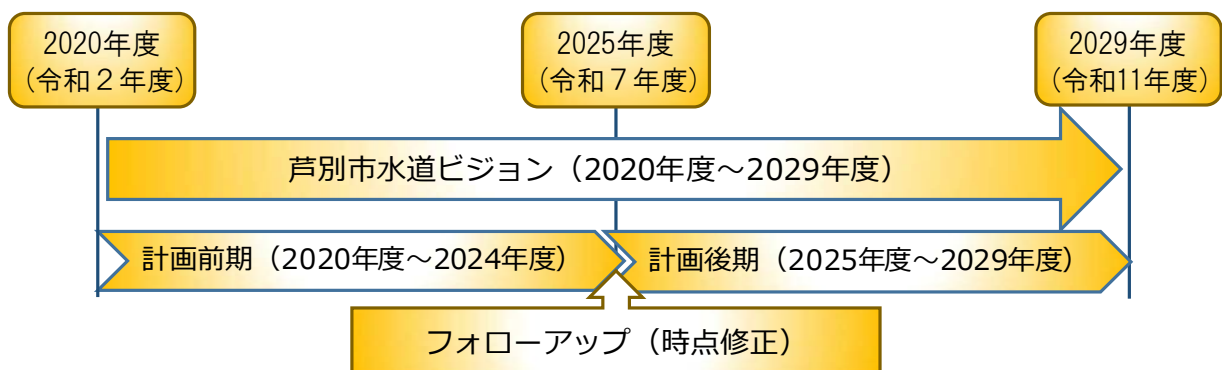 2020年度
(令和２年度)
2025年度
(令和７年度)
2029年度
(令和11年度)
芦別市水道ビジョン（2020年度～2029年度）
計画前期（2020年度～2024年度）
計画後期（2025年度～2029年度）
フォローアップ（時点修正）